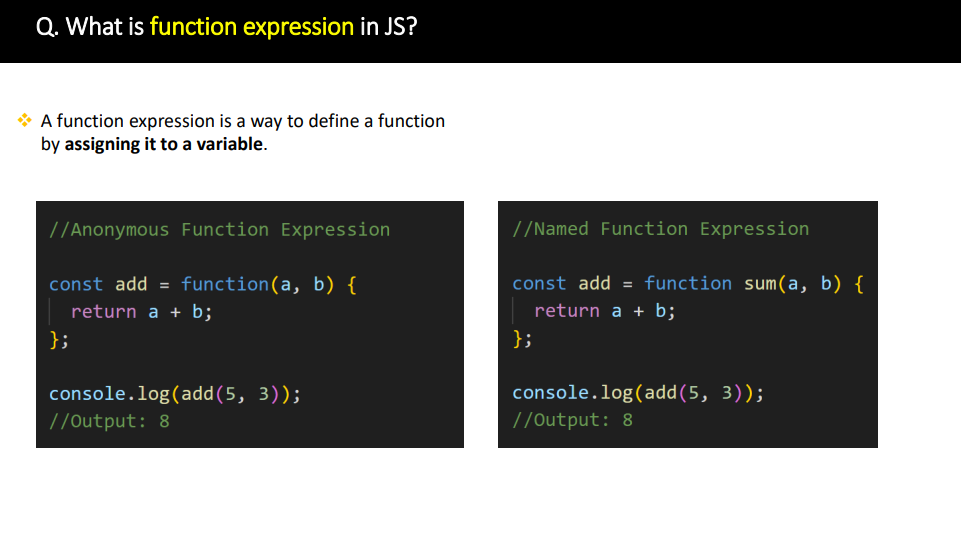 Q. What is function expression in JS?
❖ A function expression is a way to define a function
by assigning it to a variable.
//Anonymous Function Expression
const add = function(a, b) {
  return a + b;
};
console.log(add(5, 3));
//Output: 8
//Named Function Expression
const add = function sum(a, b) {
  return a + b;
};
console.log(add(5, 3));
//Output: 8